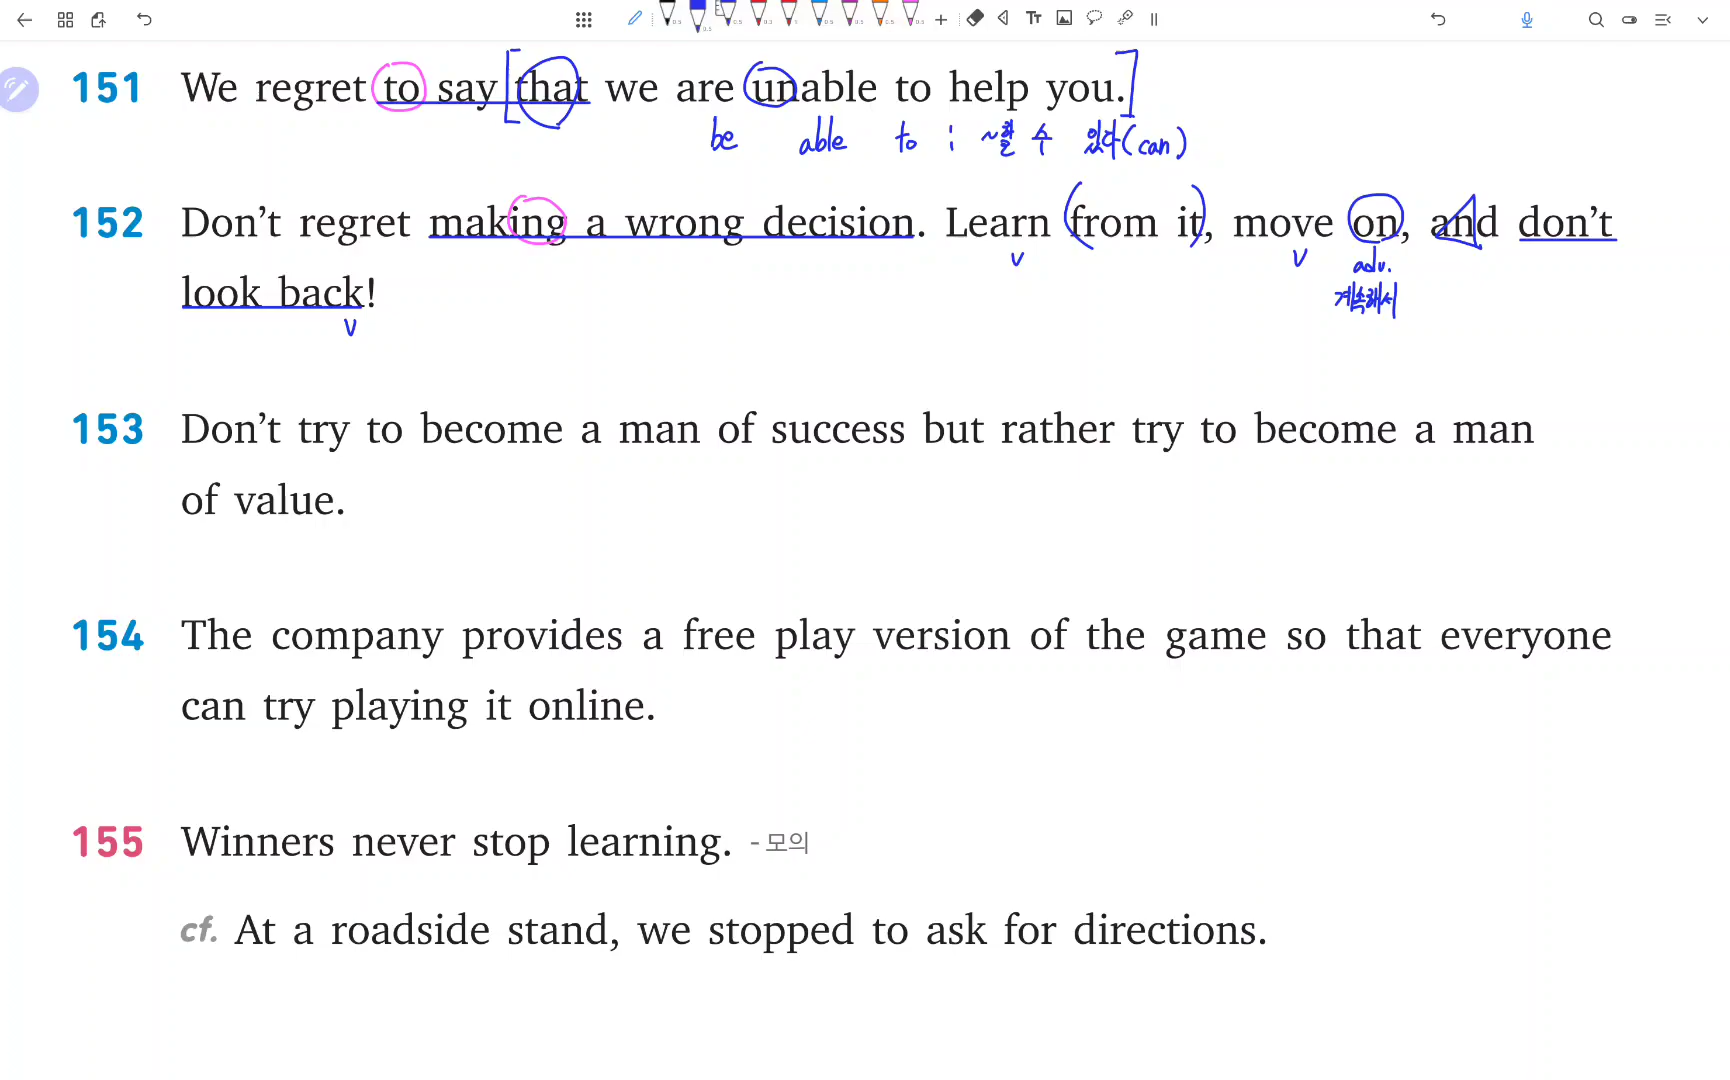 151 We regret to say that we are unable to help you.
be able to : ~할 수 있다 (can)
152 Don't regret making a wrong decision. Learn from it, move on, and don't
v v adv.
계속해서
look back!
v
153 Don't try to become a man of success but rather try to become a man
of value.
154 The company provides a free play version of the game so that everyone
can try playing it online.
155 Winners never stop learning. - 모의
cf. At a roadside stand, we stopped to ask for directions.